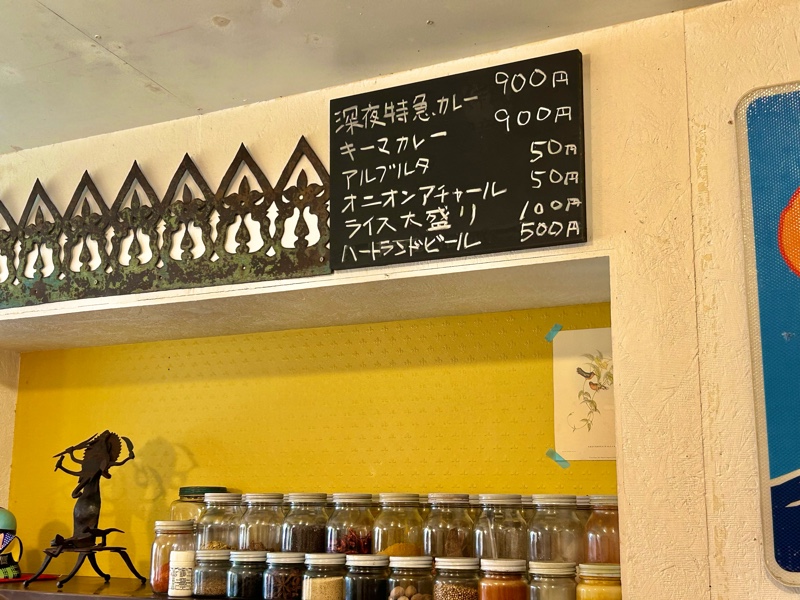 深夜特急カレー 900円
キーマカレー 900円
アルブルタ 50円
オニオンアチャール 50円
ライス大盛り 100円
ハートランドビール 500円